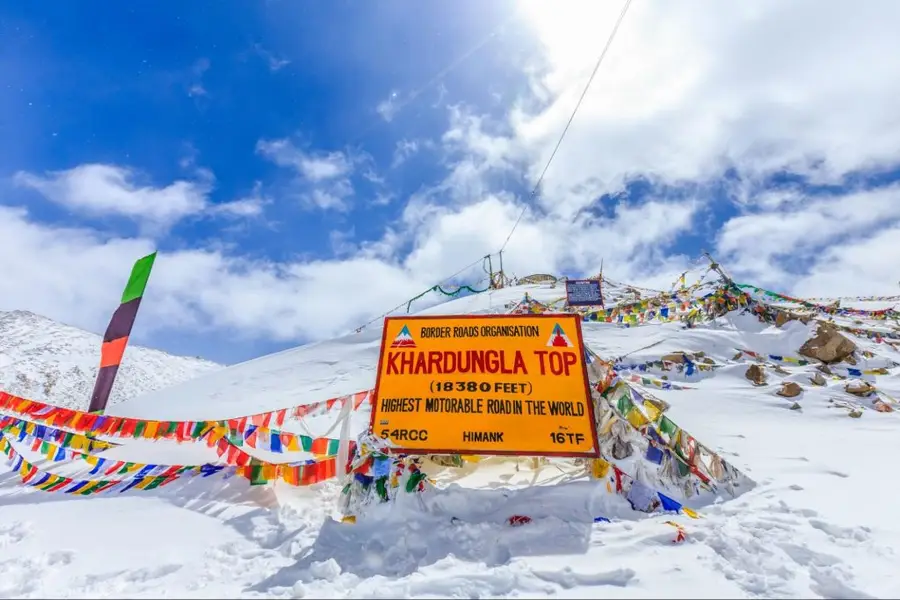 BORDER ROADS ORGANISATION
KHARDUNGLA TOP
(18380 FEET)
HIGHEST MOTORABLE ROAD IN THE WORLD
54RCC HIMANK 16TF